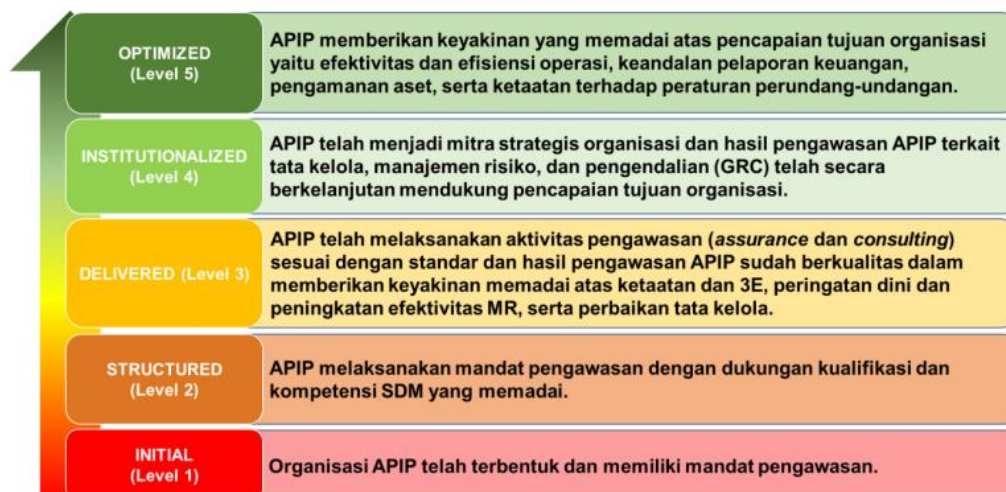 OPTIMIZED
(Level 5)
APIP memberikan keyakinan yang memadai atas pencapaian tujuan organisasi
yaitu efektivitas dan efisiensi operasi, keandalan pelaporan keuangan,
pengamanan aset, serta ketaatan terhadap peraturan perundang-undangan.
INSTITUTIONALIZED
(Level 4)
APIP telah menjadi mitra strategis organisasi dan hasil pengawasan APIP terkait
tata kelola, manajemen risiko, dan pengendalian (GRC) telah secara
berkelanjutan mendukung pencapaian tujuan organisasi.
DELIVERED (Level 3)
APIP telah melaksanakan aktivitas pengawasan (assurance dan consulting)
sesuai dengan standar dan hasil pengawasan APIP sudah berkualitas dalam
memberikan keyakinan memadai atas ketaatan dan 3E, peringatan dini dan
peningkatan efektivitas MR, serta perbaikan tata kelola.
STRUCTURED
(Level 2)
APIP melaksanakan mandat pengawasan dengan dukungan kualifikasi dan
kompetensi SDM yang memadai.
INITIAL
(Level 1)
Organisasi APIP telah terbentuk dan memiliki mandat pengawasan.